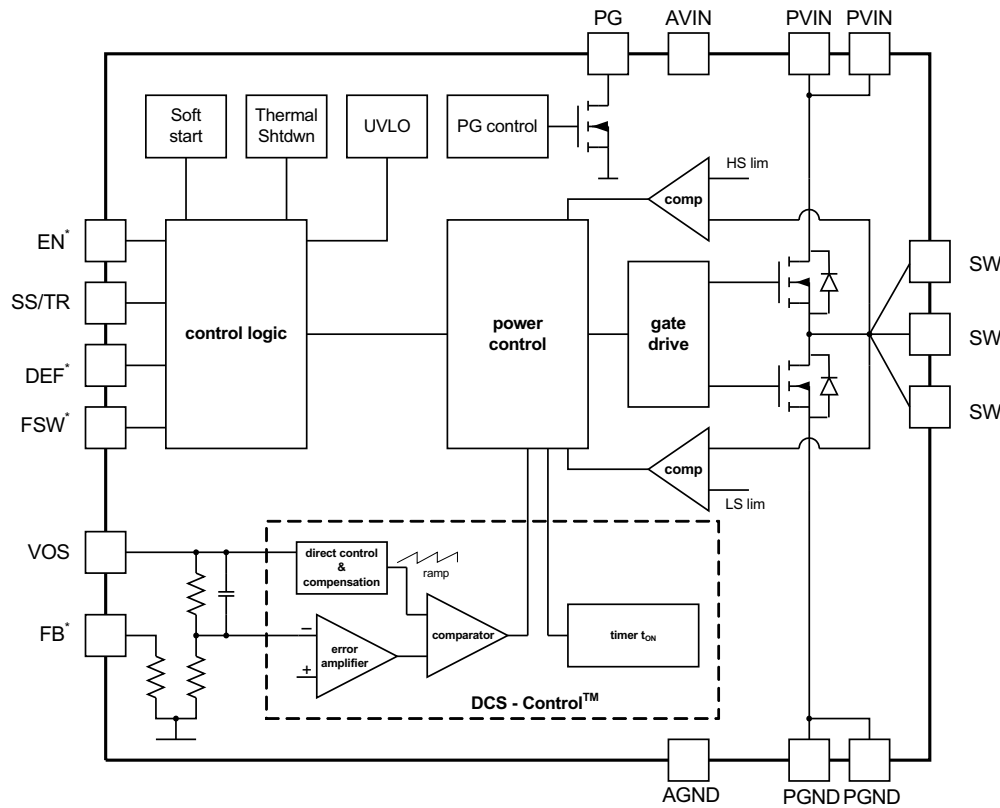 PG
AVIN
PVIN
PVIN
Soft
start
Thermal
Shtdwn
UVLO
PG control
HS lim
comp
EN*
SS/TR
DEF*
FSW*
control logic
power
control
gate
drive
SW
SW
SW
comp
LS lim
VOS
FB*
direct control
&
compensation
ramp
−
+
error
amplifier
comparator
timer tON
DCS - Control™
AGND
PGND
PGND